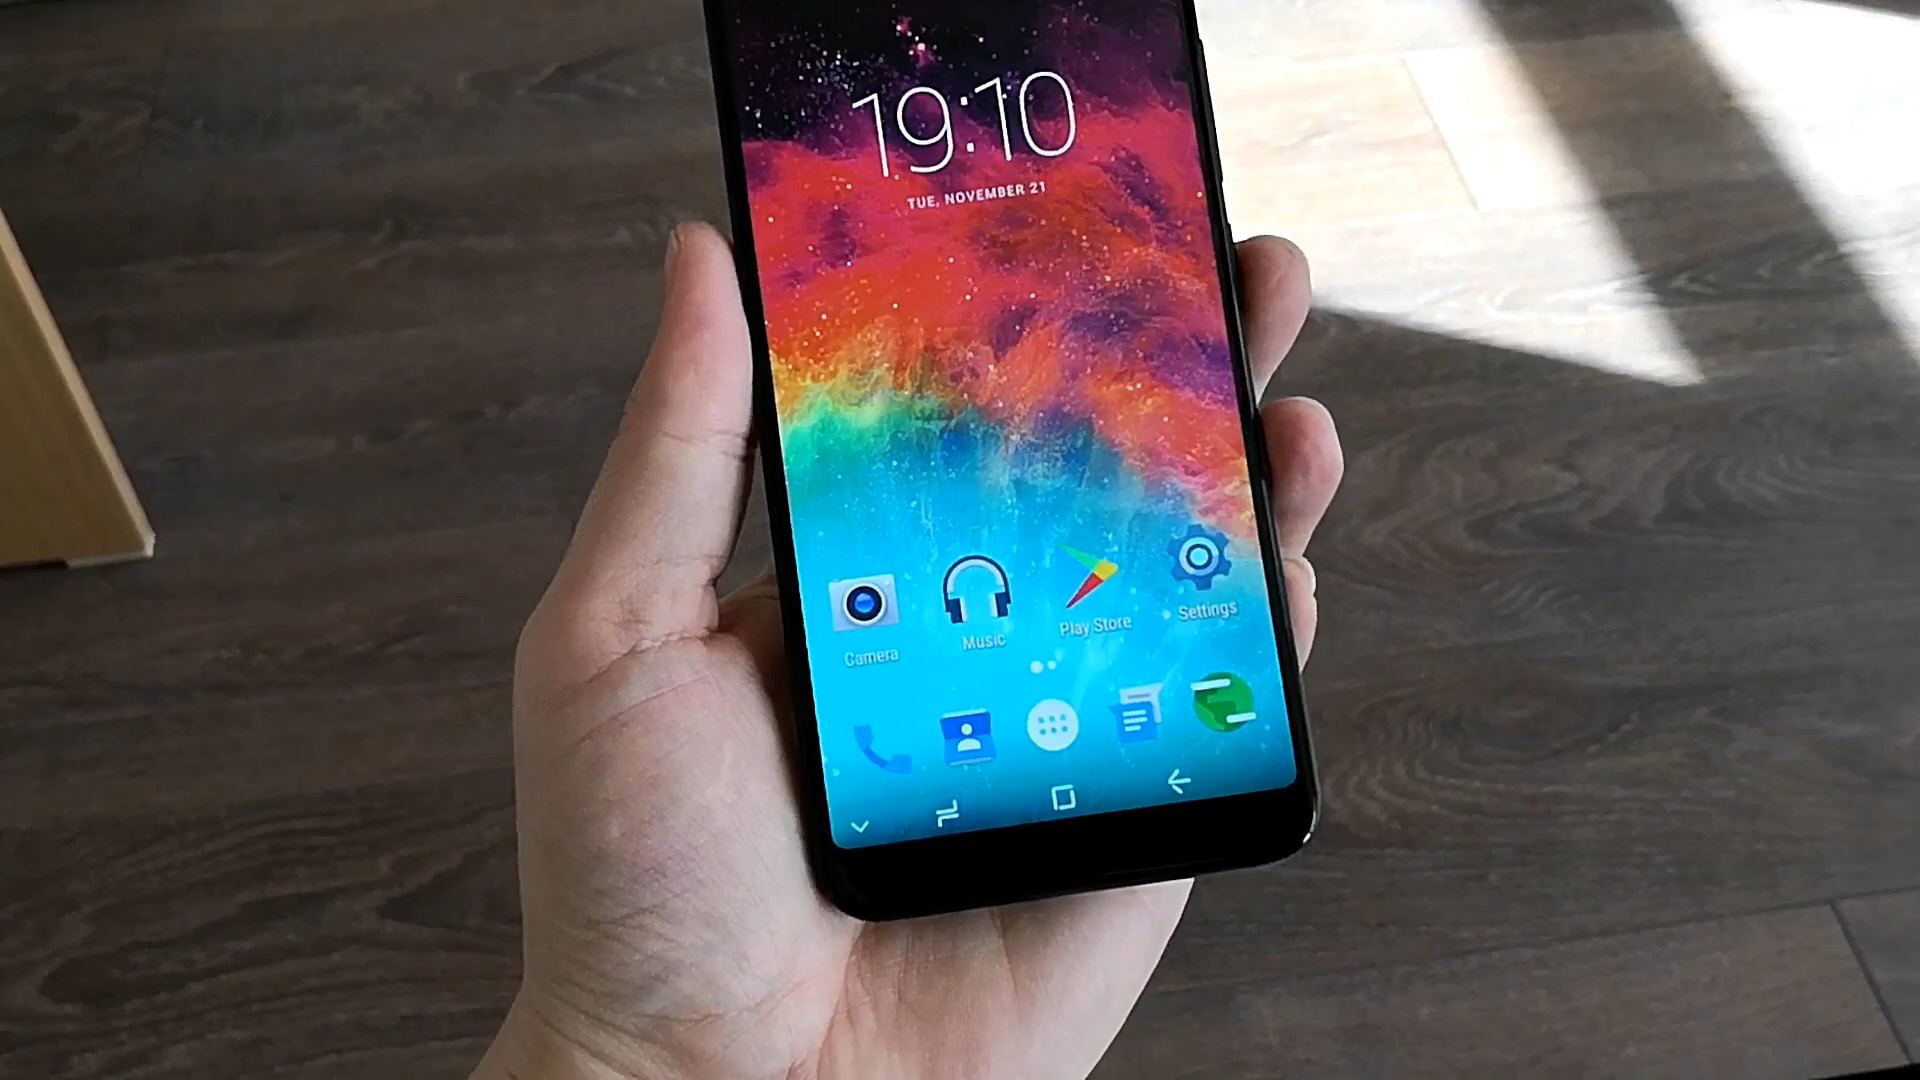 19:10
TUE, NOVEMBER 21
Camera
Music
Play Store
Settings